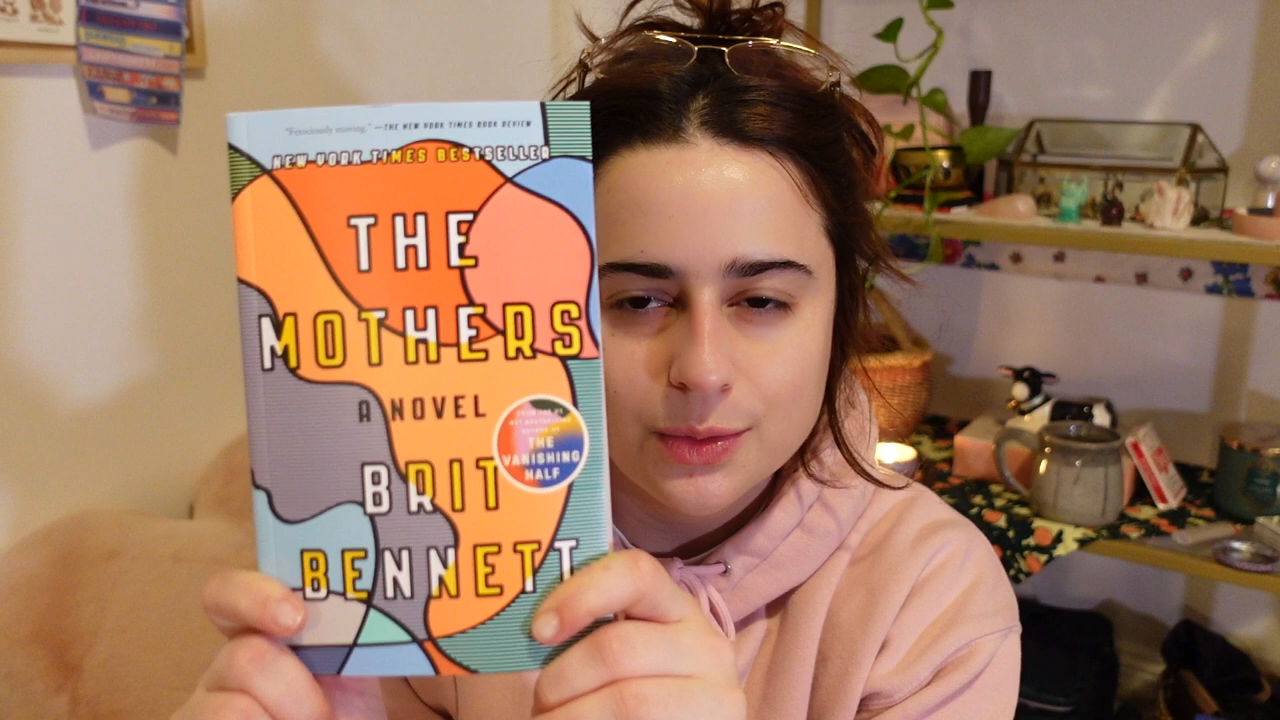 "Ferociously moving." —THE NEW YORK TIMES BOOK REVIEW
NEW YORK TIMES BESTSELLER
THE
MOTHERS
A NOVEL
BRIT
BENNETT
THE
VANISHING
HALF